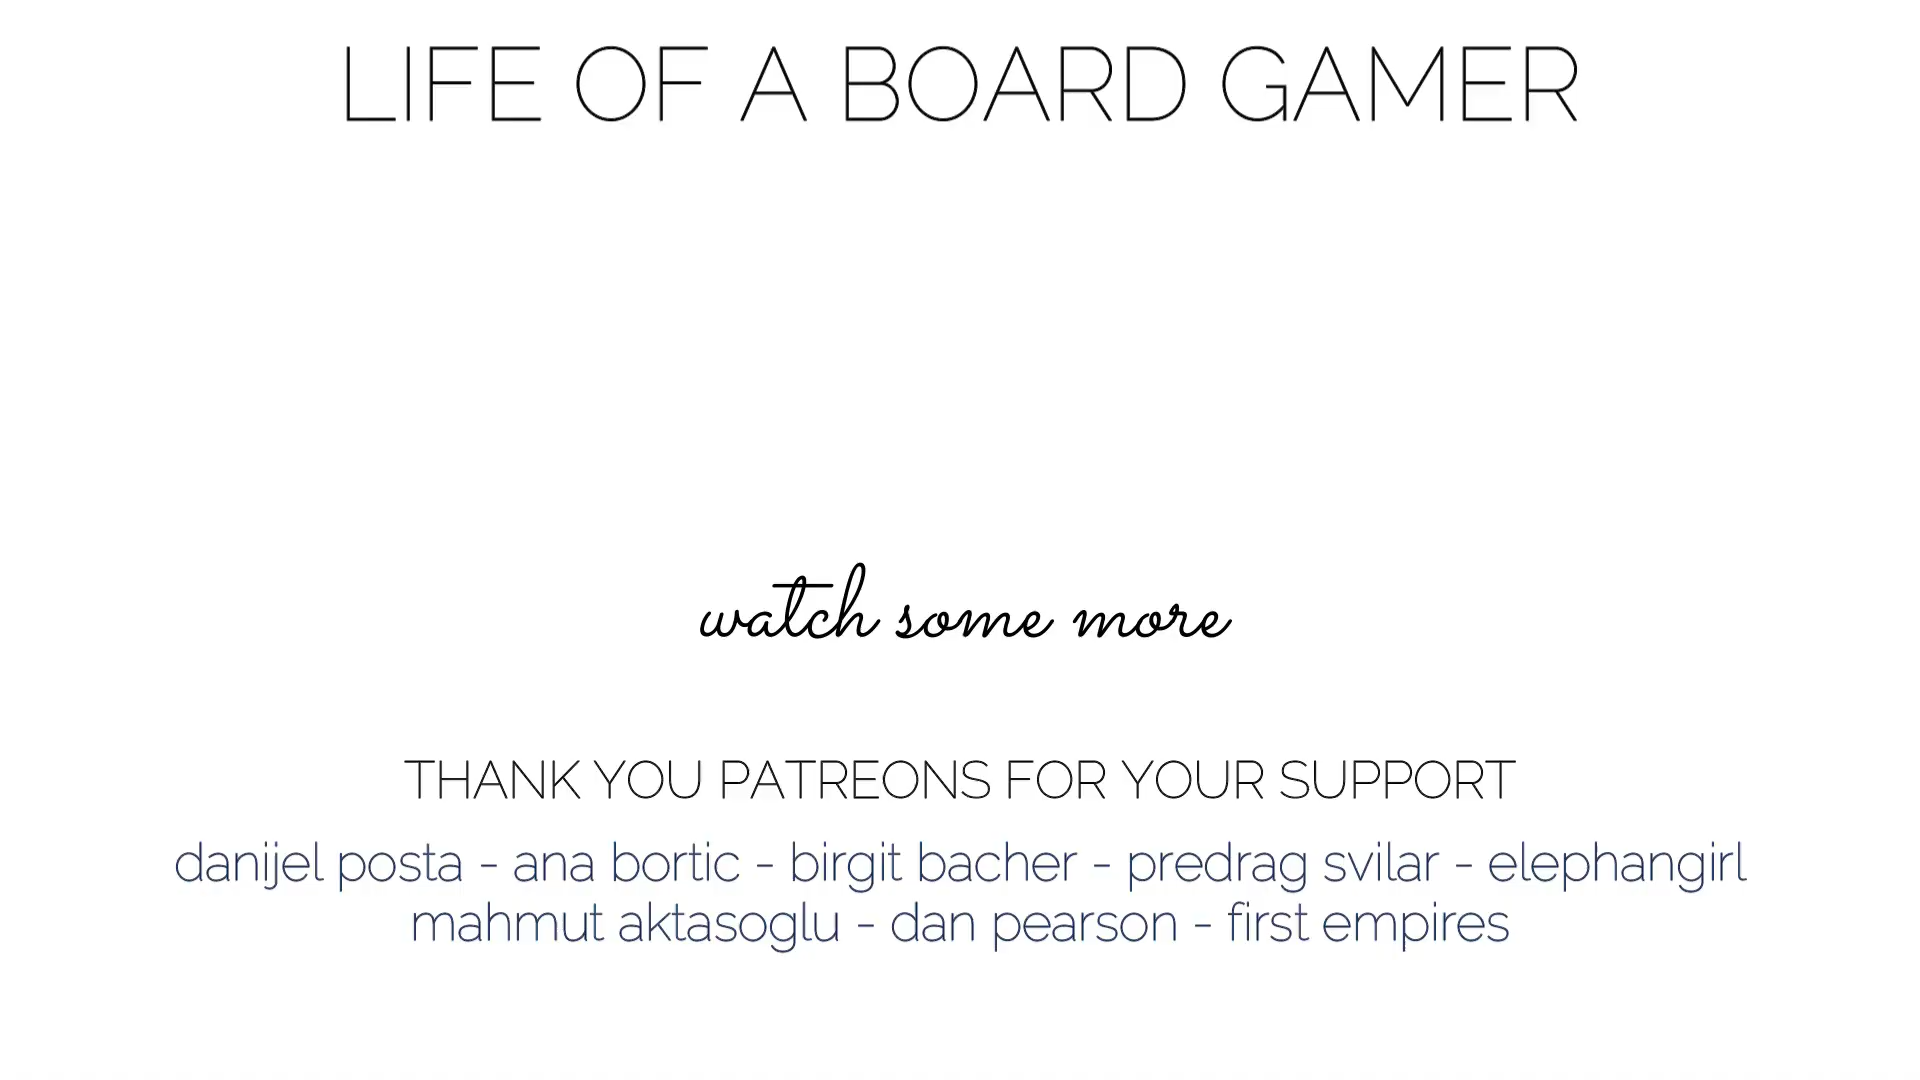 LIFE OF A BOARD GAMER
watch some more
THANK YOU PATREONS FOR YOUR SUPPORT
danijel posta - ana bortic - birgit bacher - predrag svilar - elephangirl
mahmut aktasoglu - dan pearson - first empires